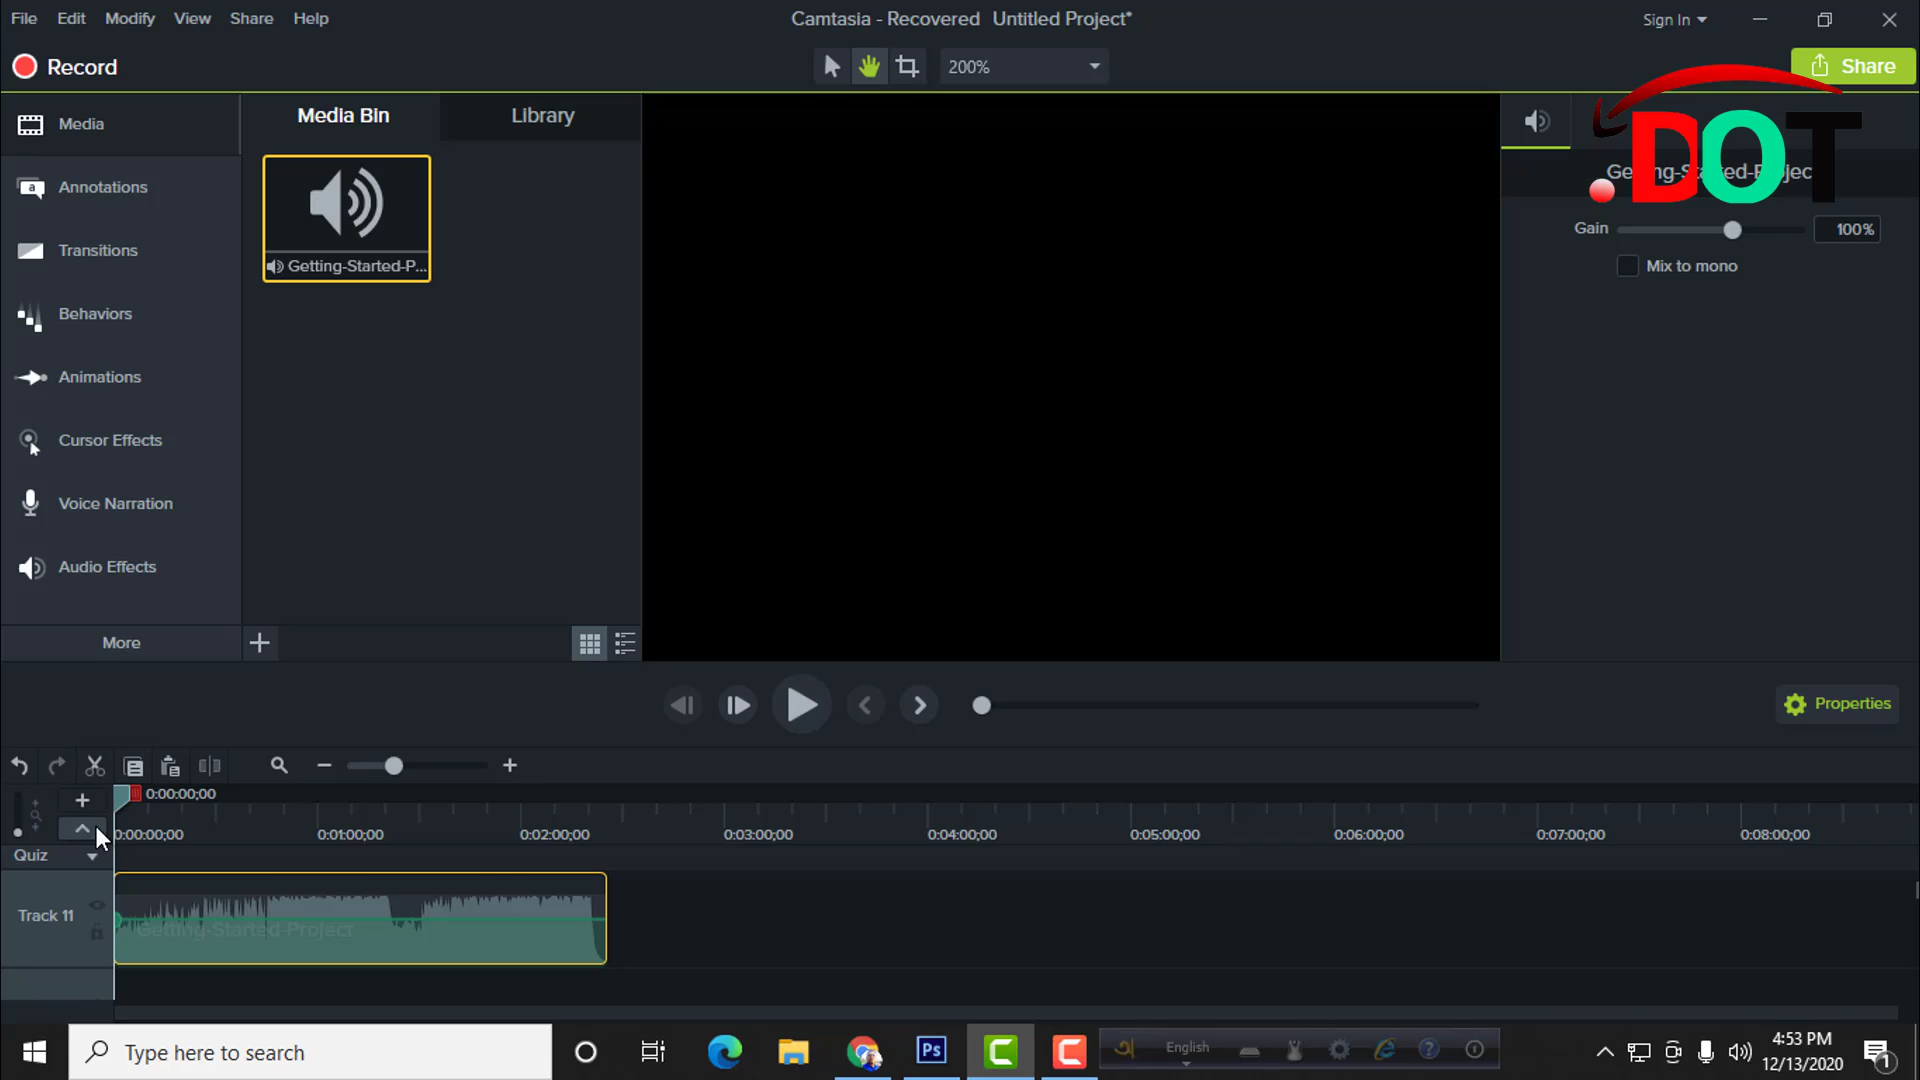 File Edit Modify View Share Help
Camtasia - Recovered Untitled Project*
Sign In
Record
200%
Share
Media
Media Bin
Library
.DOT
Annotations
Getting-Started-Projec
Transitions
Gain
100%
Getting-Started-P...
Mix to mono
Behaviors
Animations
Cursor Effects
Voice Narration
Audio Effects
More
Properties
0:00:00;00
0:00:00;00 0:01:00;00 0:02:00;00 0:03:00;00 0:04:00;00 0:05:00;00 0:06:00;00 0:07:00;00 0:08:00;00
Quiz
Track 11
Getting-Started-Project
Type here to search
Ps
English
4:53 PM
12/13/2020
1